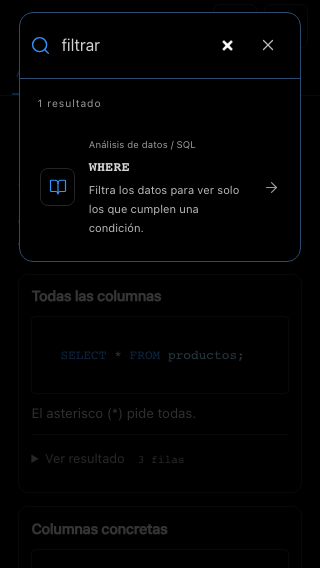 filtrar
1 resultado
Análisis de datos / SQL
WHERE
Filtra los datos para ver solo
los que cumplen una
condición.
Todas las columnas
SELECT * FROM productos;
El asterisco (*) pide todas.
Ver resultado 3 filas
Columnas concretas